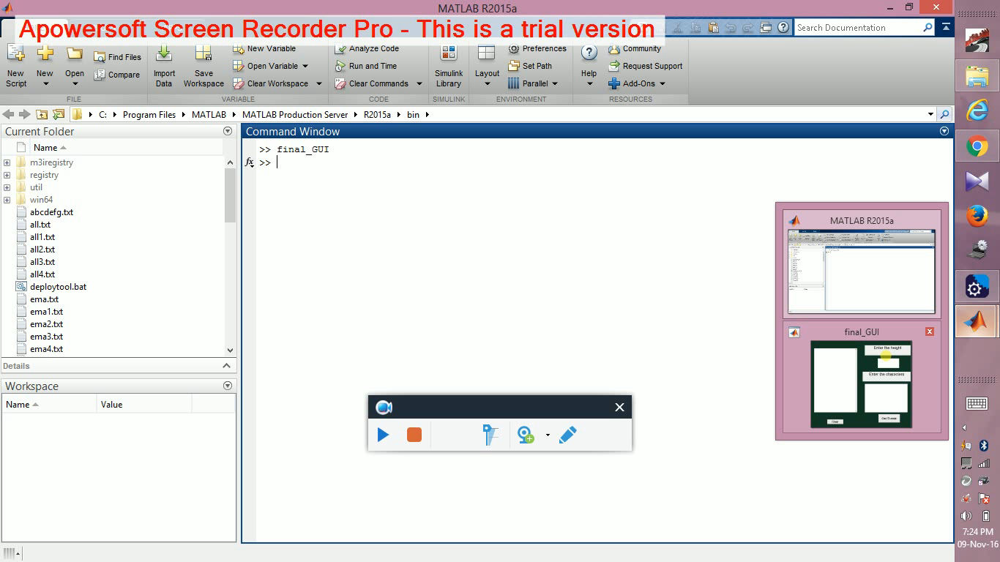 MATLAB R2015a
Apowersoft Screen Recorder Pro - This is a trial version
Search Documentation
New Script
New
Open
Find Files
Compare
FILE
Import Data
Save Workspace
New Variable
Open Variable
Clear Workspace
VARIABLE
Analyze Code
Run and Time
Clear Commands
CODE
Simulink Library
SIMULINK
Layout
Preferences
Set Path
Parallel
ENVIRONMENT
Help
Community
Request Support
Add-Ons
RESOURCES
C: Program Files MATLAB MATLAB Production Server R2015a bin
Current Folder
Name
m3iregistry
registry
util
win64
abcdefg.txt
all.txt
all1.txt
all2.txt
all3.txt
all4.txt
deploytool.bat
ema.txt
ema1.txt
ema2.txt
ema3.txt
ema4.txt
Details
Workspace
Name Value
Command Window
>> final_GUI
fx >>
MATLAB R2015a
final_GUI
Enter the height
Enter the characters
Clear
7:24 PM
09-Nov-16